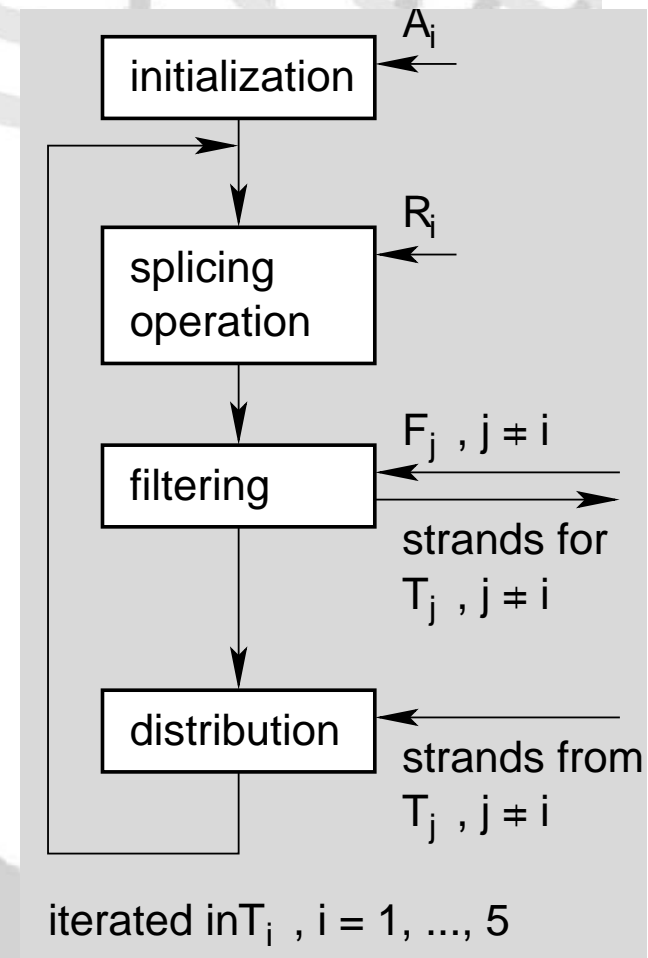 A_i
initialization
R_i
splicing
operation
F_j , j ≠ i
filtering
strands for
T_j , j ≠ i
distribution
strands from
T_j , j ≠ i
iterated inT_i , i = 1, ..., 5